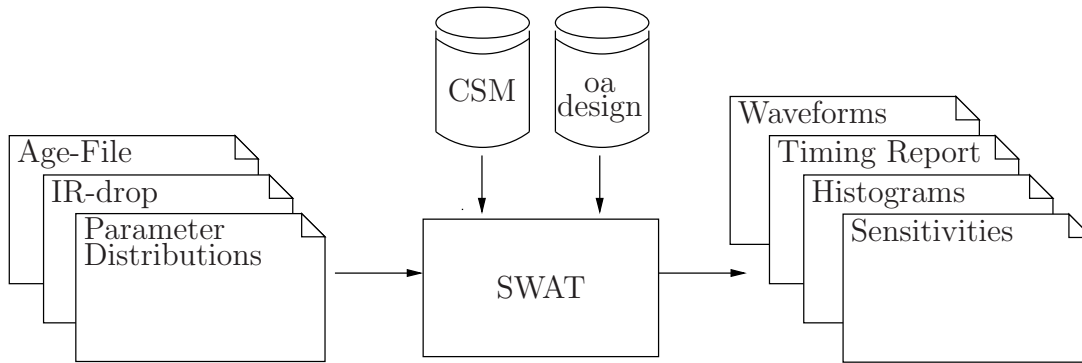 Age-File
IR-drop
Parameter
Distributions
CSM
oa
design
SWAT
Waveforms
Timing Report
Histograms
Sensitivities